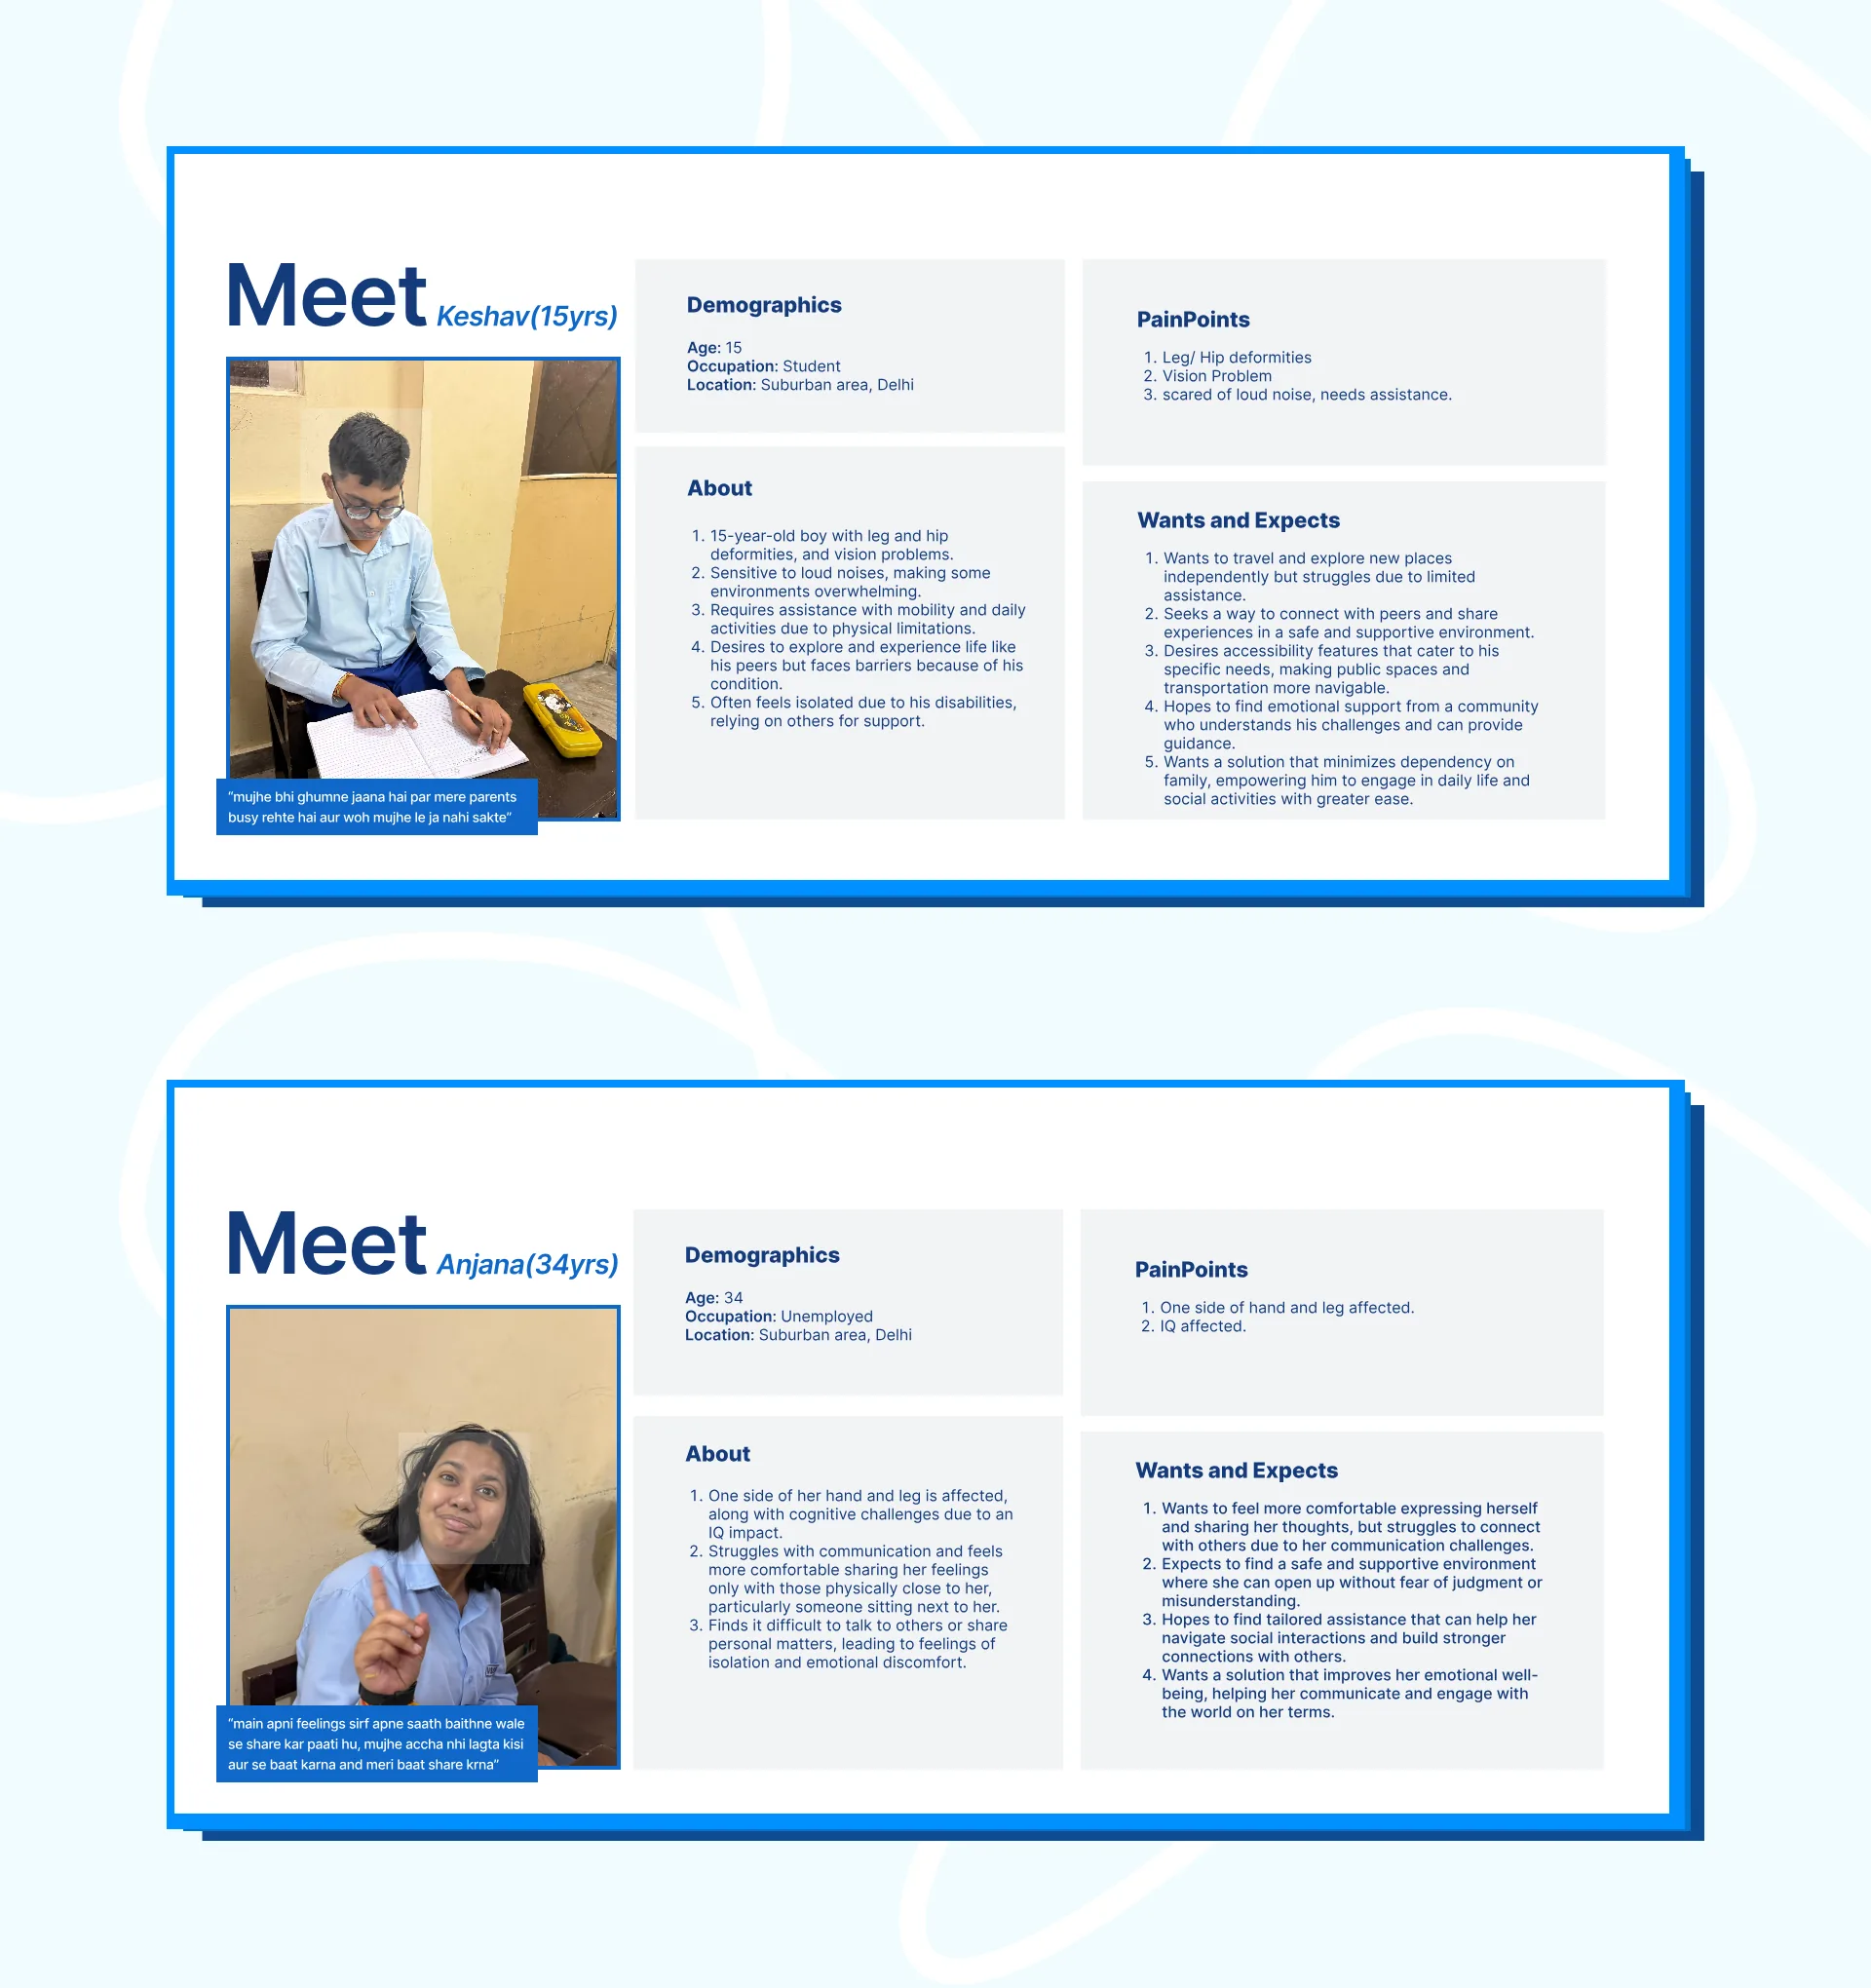 Meet Keshav(15yrs)
“mujhe bhi ghumne jaana hai par mere parents
busy rehte hai aur woh mujhe le ja nahi sakte”
Demographics
Age: 15
Occupation: Student
Location: Suburban area, Delhi
About
1. 15-year-old boy with leg and hip
deformities, and vision problems.
2. Sensitive to loud noises, making some
environments overwhelming.
3. Requires assistance with mobility and daily
activities due to physical limitations.
4. Desires to explore and experience life like
his peers but faces barriers because of his
condition.
5. Often feels isolated due to his disabilities,
relying on others for support.
PainPoints
1. Leg/ Hip deformities
2. Vision Problem
3. scared of loud noise, needs assistance.
Wants and Expects
1. Wants to travel and explore new places
independently but struggles due to limited
assistance.
2. Seeks a way to connect with peers and share
experiences in a safe and supportive environment.
3. Desires accessibility features that cater to his
specific needs, making public spaces and
transportation more navigable.
4. Hopes to find emotional support from a community
who understands his challenges and can provide
guidance.
5. Wants a solution that minimizes dependency on
family, empowering him to engage in daily life and
social activities with greater ease.
Meet Anjana(34yrs)
“main apni feelings sirf apne saath baithne wale
se share kar paati hu, mujhe accha nhi lagta kisi
aur se baat karna and meri baat share krna”
Demographics
Age: 34
Occupation: Unemployed
Location: Suburban area, Delhi
About
1. One side of her hand and leg is affected,
along with cognitive challenges due to an
IQ impact.
2. Struggles with communication and feels
more comfortable sharing her feelings
only with those physically close to her,
particularly someone sitting next to her.
3. Finds it difficult to talk to others or share
personal matters, leading to feelings of
isolation and emotional discomfort.
PainPoints
1. One side of hand and leg affected.
2. IQ affected.
Wants and Expects
1. Wants to feel more comfortable expressing herself
and sharing her thoughts, but struggles to connect
with others due to her communication challenges.
2. Expects to find a safe and supportive environment
where she can open up without fear of judgment or
misunderstanding.
3. Hopes to find tailored assistance that can help her
navigate social interactions and build stronger
connections with others.
4. Wants a solution that improves her emotional well-
being, helping her communicate and engage with
the world on her terms.